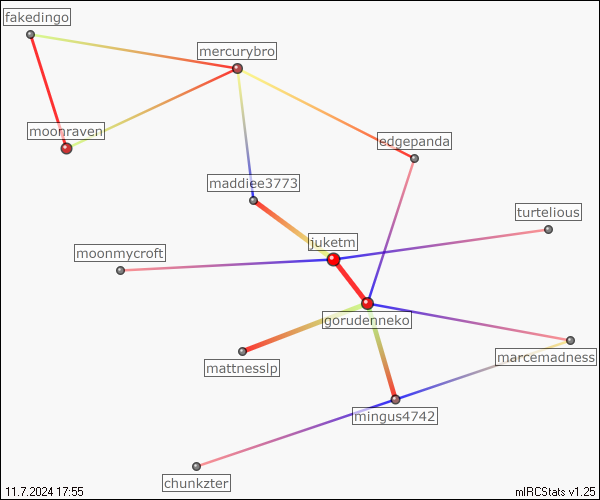 fakedingo
mercurybro
moonraven
edgepanda
maddiee3773
turtelious
juketm
moonmycroft
gorudenneko
marcemadness
mattnesslp
mingus4742
chunkzter
11.7.2024 17:55
mIRCStats v1.25